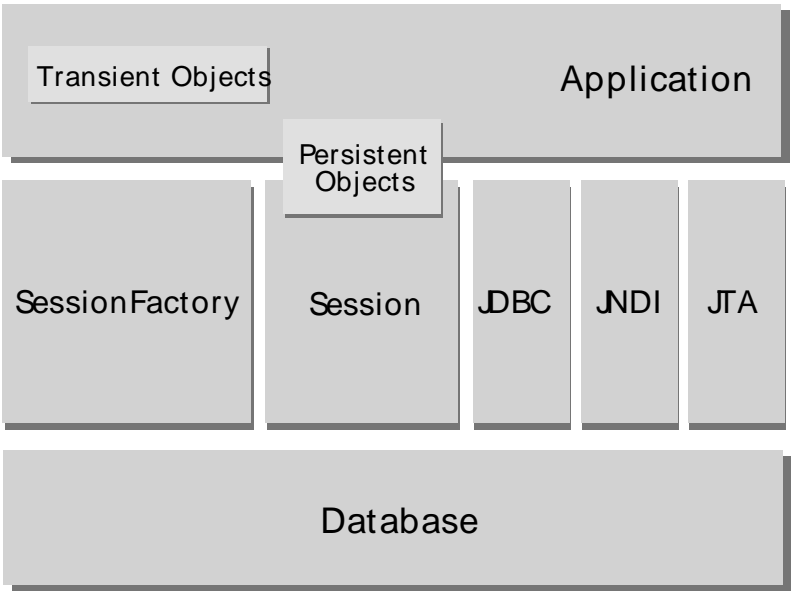 Transient Objects
Application
Persistent
Objects
SessionFactory
Session
JDBC
JNDI
JTA
Database